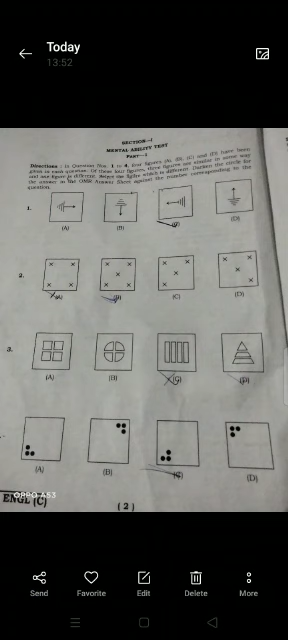 Today
13:52
SECTION—I
MENTAL ABILITY TEST
PART—I
Directions : In Question Nos. 1 to 4, four figures (A), (B), (C) and (D) have been
given in each question. Of these four figures, three figures are similar in some way
and one figure is different. Select the figure which is different. Darken the circle for
the answer in the OMR Answer Sheet against the number corresponding to the
question.
1.
(A) (B) (C) (D)
2.
(A) (B) (C) (D)
3.
(A) (B) (C) (D)
(A) (B) (C) (D)
OPPO A53
ENGL (C)
( 2 )
Send Favorite Edit Delete More